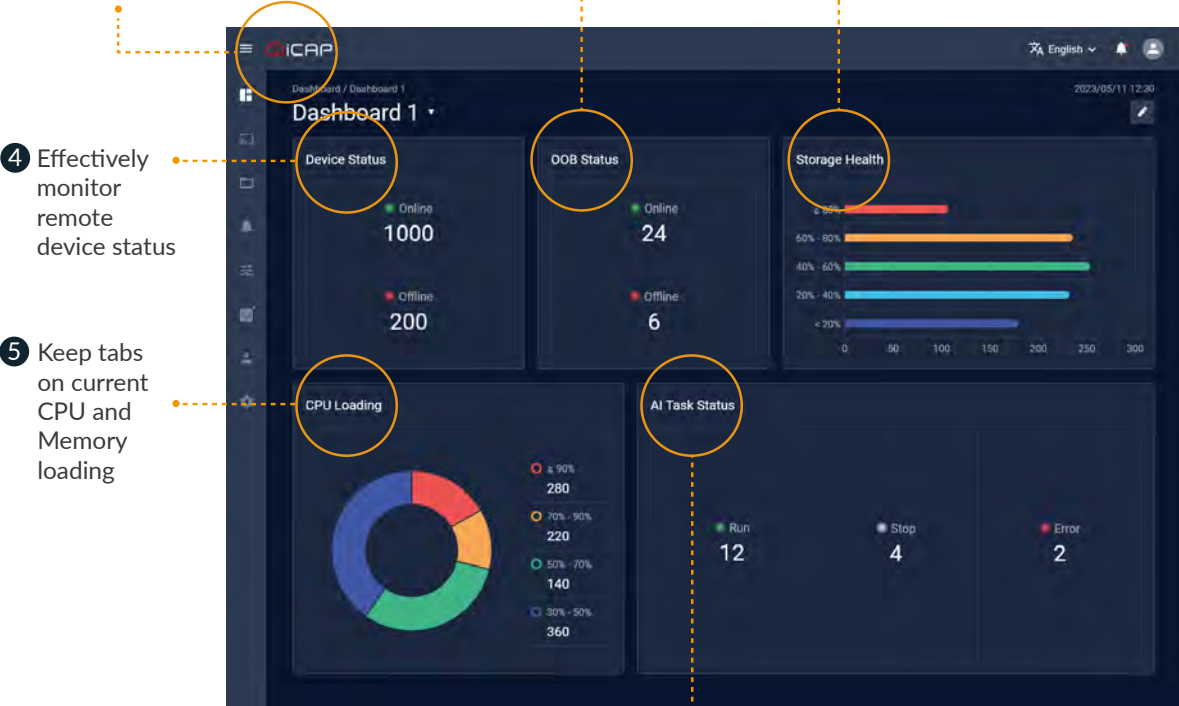 iCAP
English
Dashboard / Dashboard 1
2023/05/11 12:30
Dashboard 1
4 Effectively
monitor
remote
device status
5 Keep tabs
on current
CPU and
Memory
loading
Device Status
Online
1000
Offline
200
OOB Status
Online
24
Offline
6
Storage Health
≥ 80%
60% - 80%
40% - 60%
20% - 40%
< 20%
0 50 100 150 200 250 300
CPU Loading
≥ 90%
280
70% - 90%
220
50% - 70%
140
30% - 50%
360
AI Task Status
Run
12
Stop
4
Error
2